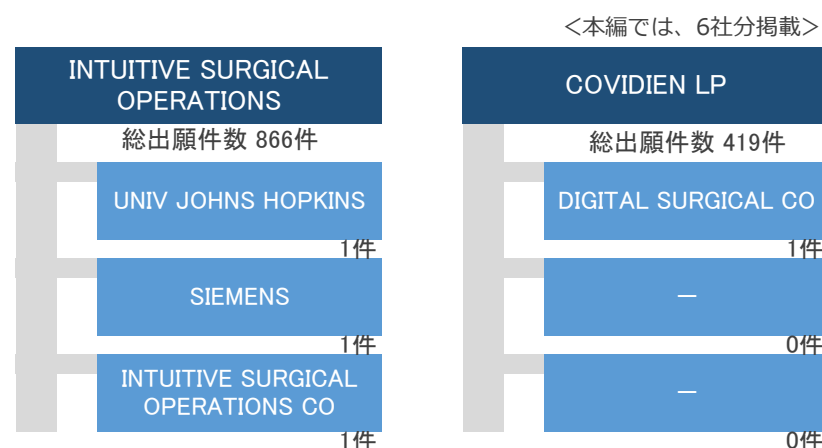 ＜本編では、6社分掲載＞
INTUITIVE SURGICAL
OPERATIONS
総出願件数 866件
UNIV JOHNS HOPKINS
1件
SIEMENS
1件
INTUITIVE SURGICAL
OPERATIONS CO
1件
COVIDIEN LP
総出願件数 419件
DIGITAL SURGICAL CO
1件
－
0件
－
0件